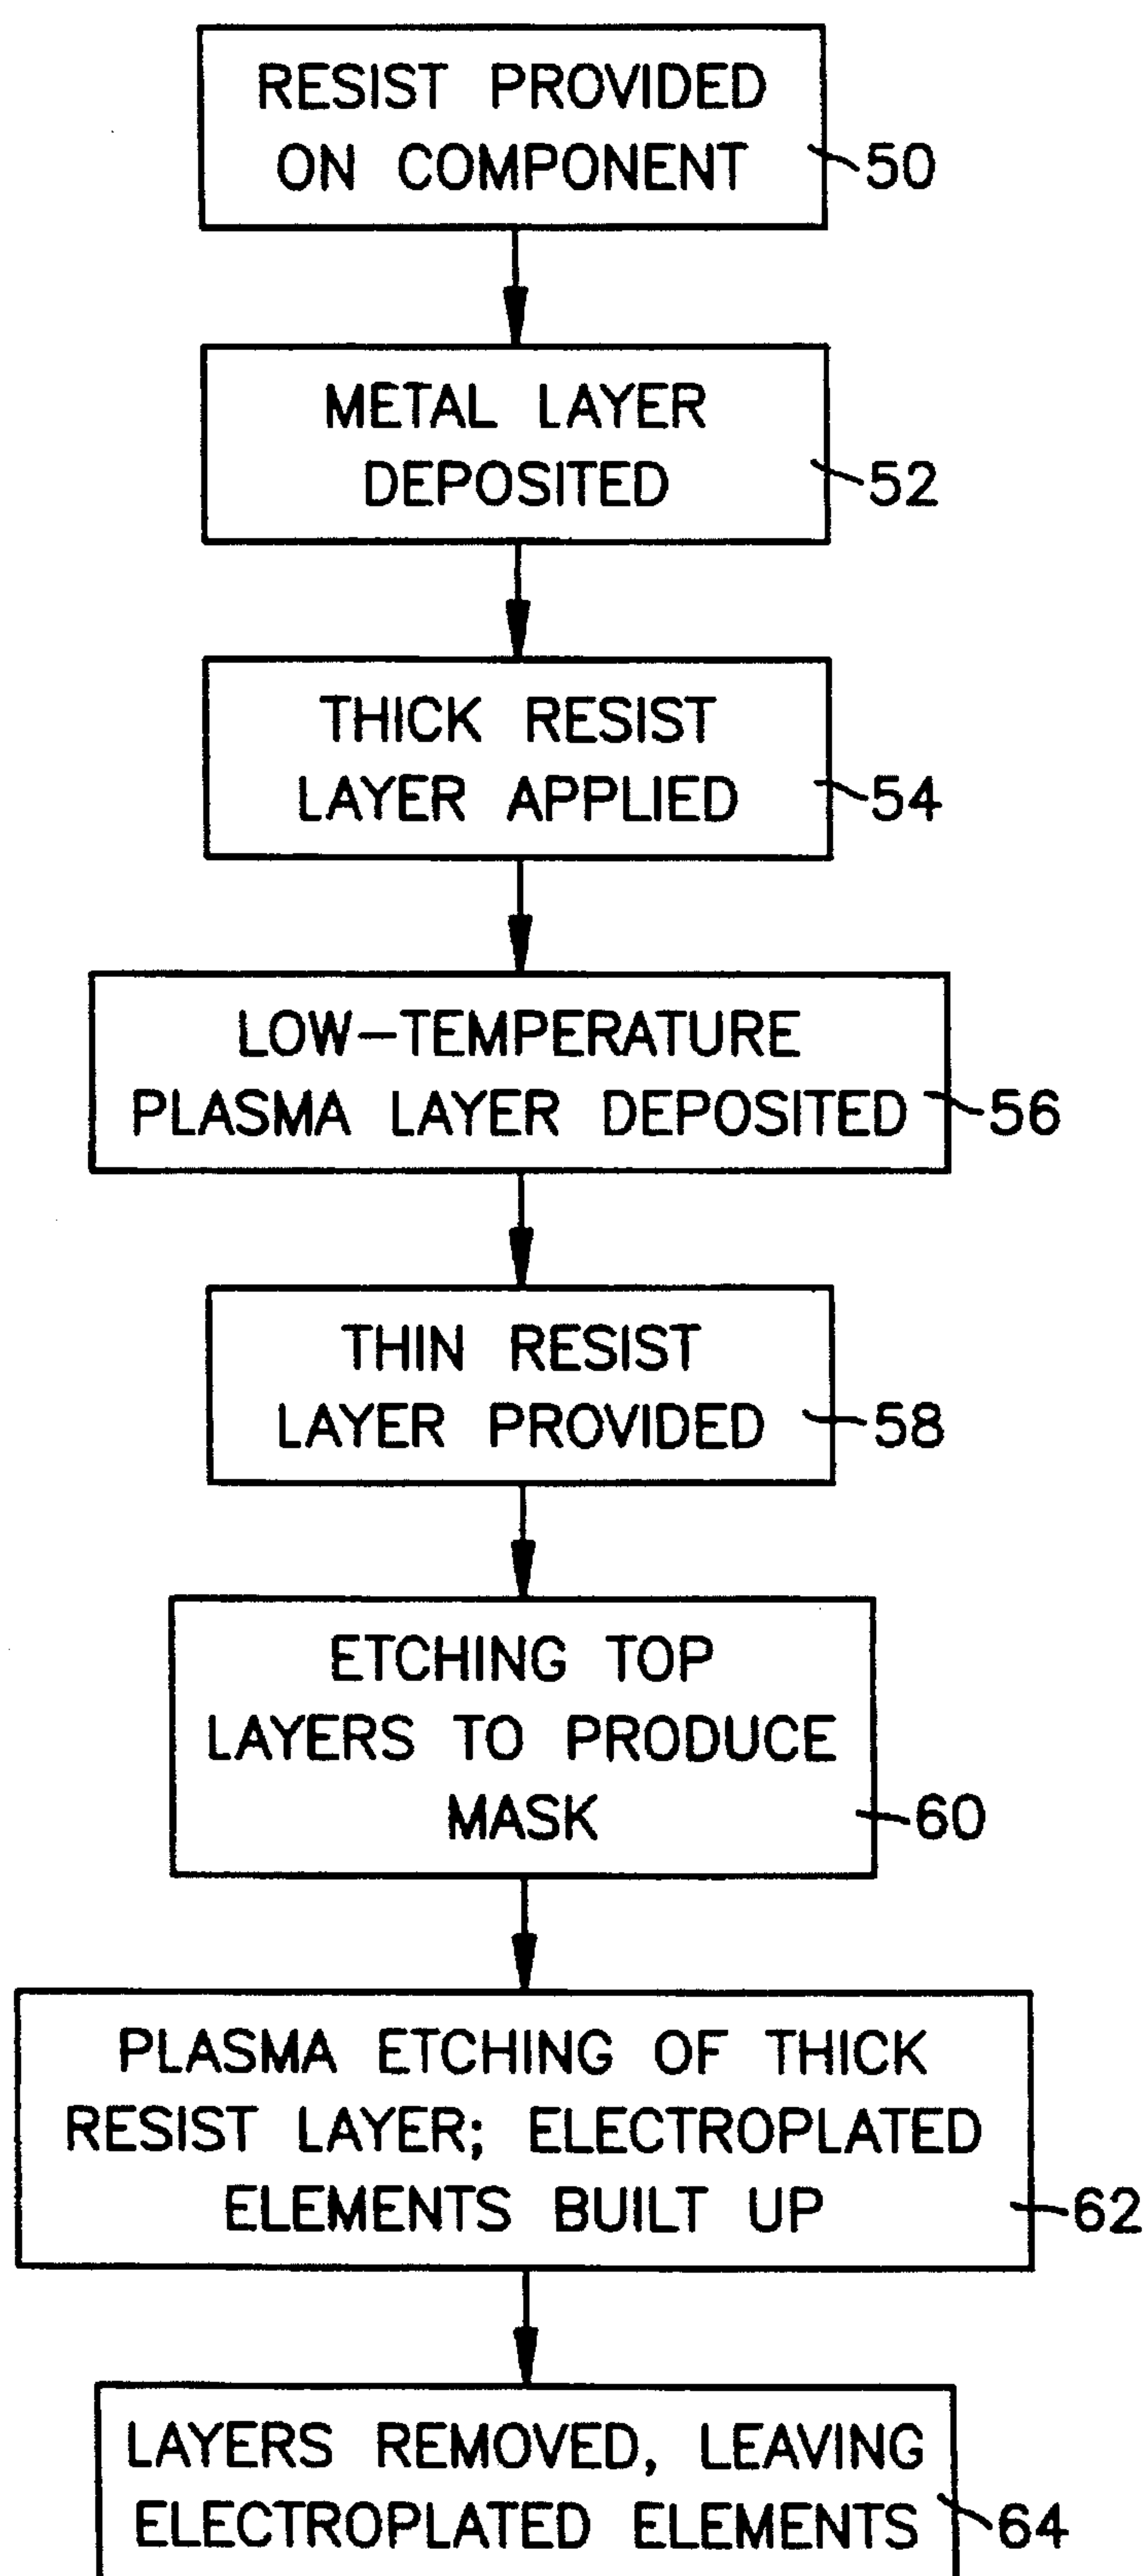 RESIST PROVIDED
ON COMPONENT
50
METAL LAYER
DEPOSITED
52
THICK RESIST
LAYER APPLIED
54
LOW-TEMPERATURE
PLASMA LAYER DEPOSITED
56
THIN RESIST
LAYER PROVIDED
58
ETCHING TOP
LAYERS TO PRODUCE
MASK
60
PLASMA ETCHING OF THICK
RESIST LAYER; ELECTROPLATED
ELEMENTS BUILT UP
62
LAYERS REMOVED, LEAVING
ELECTROPLATED ELEMENTS
64